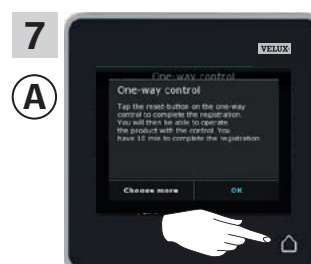 7
VELUX
A
One-way control
One-way control
Tap the reset-button on the one-way
control to complete the registration.
You will then be able to operate
the product with the control. You
have 10 min to complete the registration.
Choose more OK